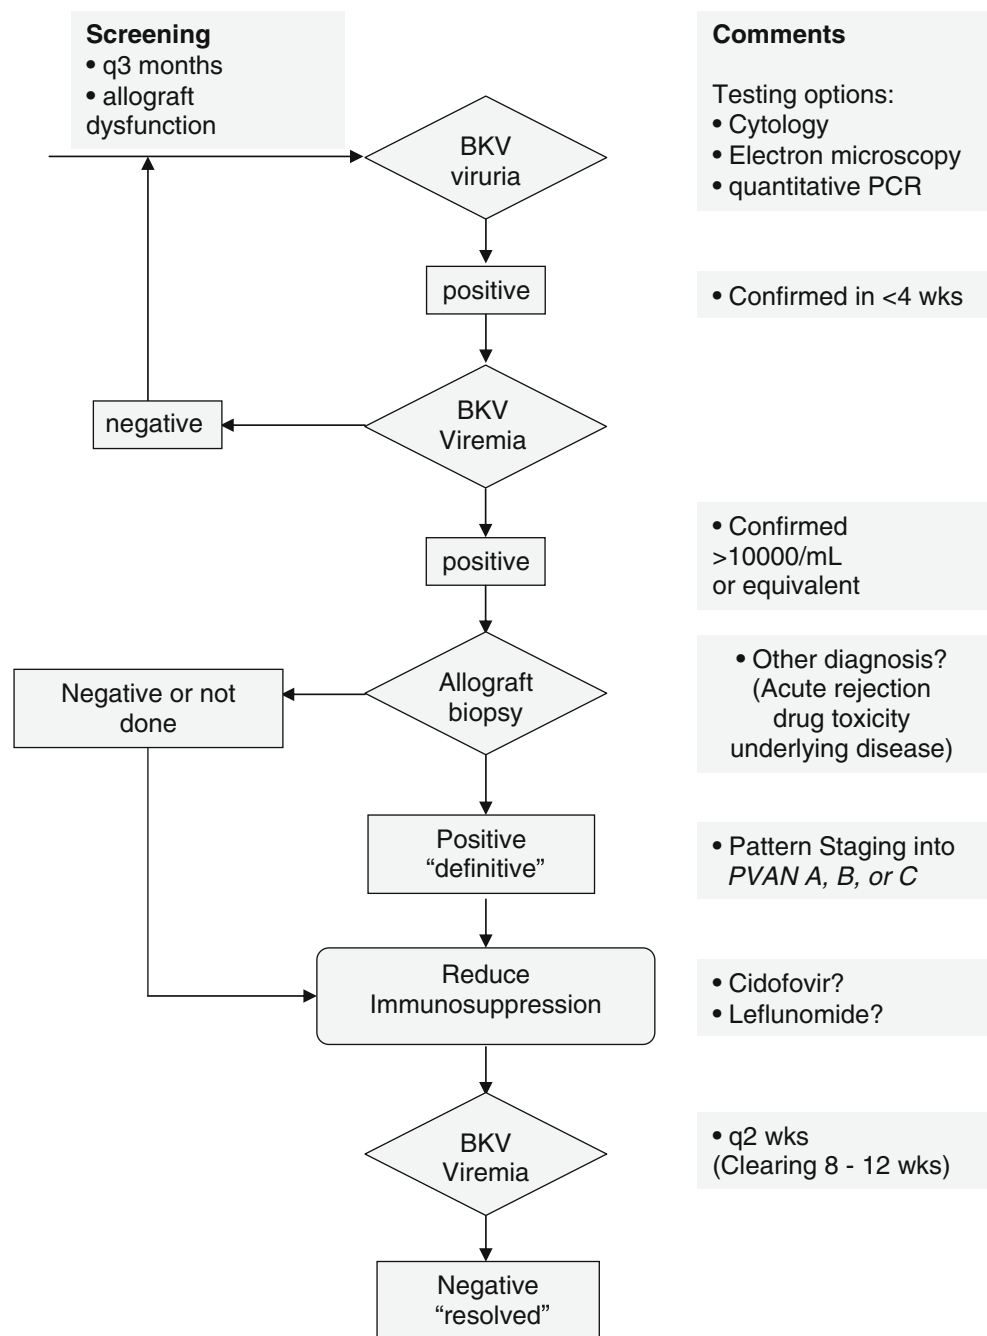 Screening
• q3 months
• allograft
dysfunction
Comments
Testing options:
• Cytology
• Electron microscopy
• quantitative PCR
BKV
viruria
positive
• Confirmed in <4 wks
BKV
Viremia
negative
positive
• Confirmed
>10000/mL
or equivalent
Allograft
biopsy
Negative or not
done
• Other diagnosis?
(Acute rejection
drug toxicity
underlying disease)
Positive
“definitive”
• Pattern Staging into
PVAN A, B, or C
Reduce
Immunosuppression
• Cidofovir?
• Leflunomide?
BKV
Viremia
• q2 wks
(Clearing 8 - 12 wks)
Negative
“resolved”